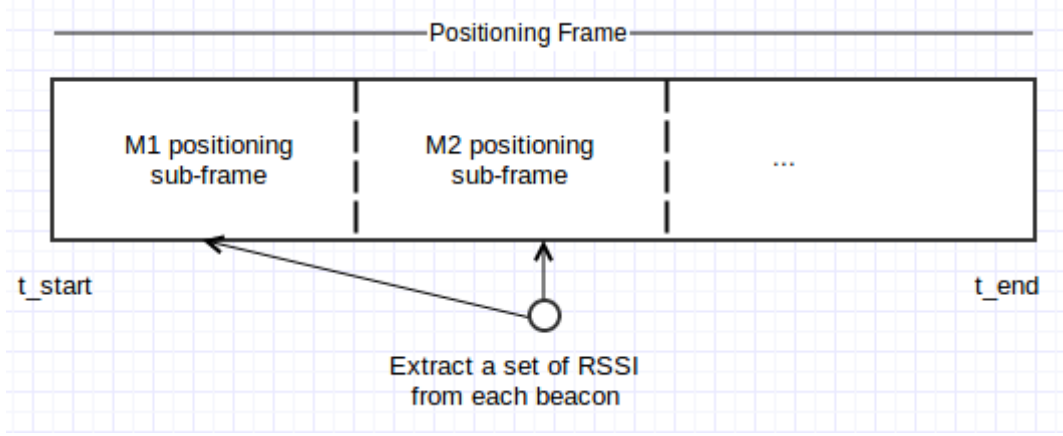 Positioning Frame
M1 positioning
sub-frame
M2 positioning
sub-frame
...
t_start
t_end
Extract a set of RSSI
from each beacon